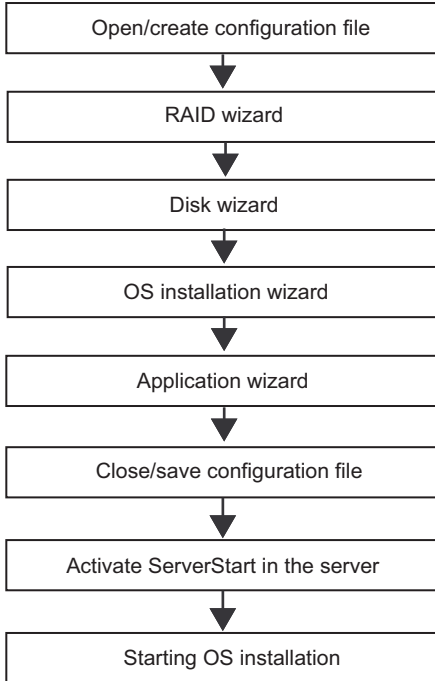 Open/create configuration file
RAID wizard
Disk wizard
OS installation wizard
Application wizard
Close/save configuration file
Activate ServerStart in the server
Starting OS installation